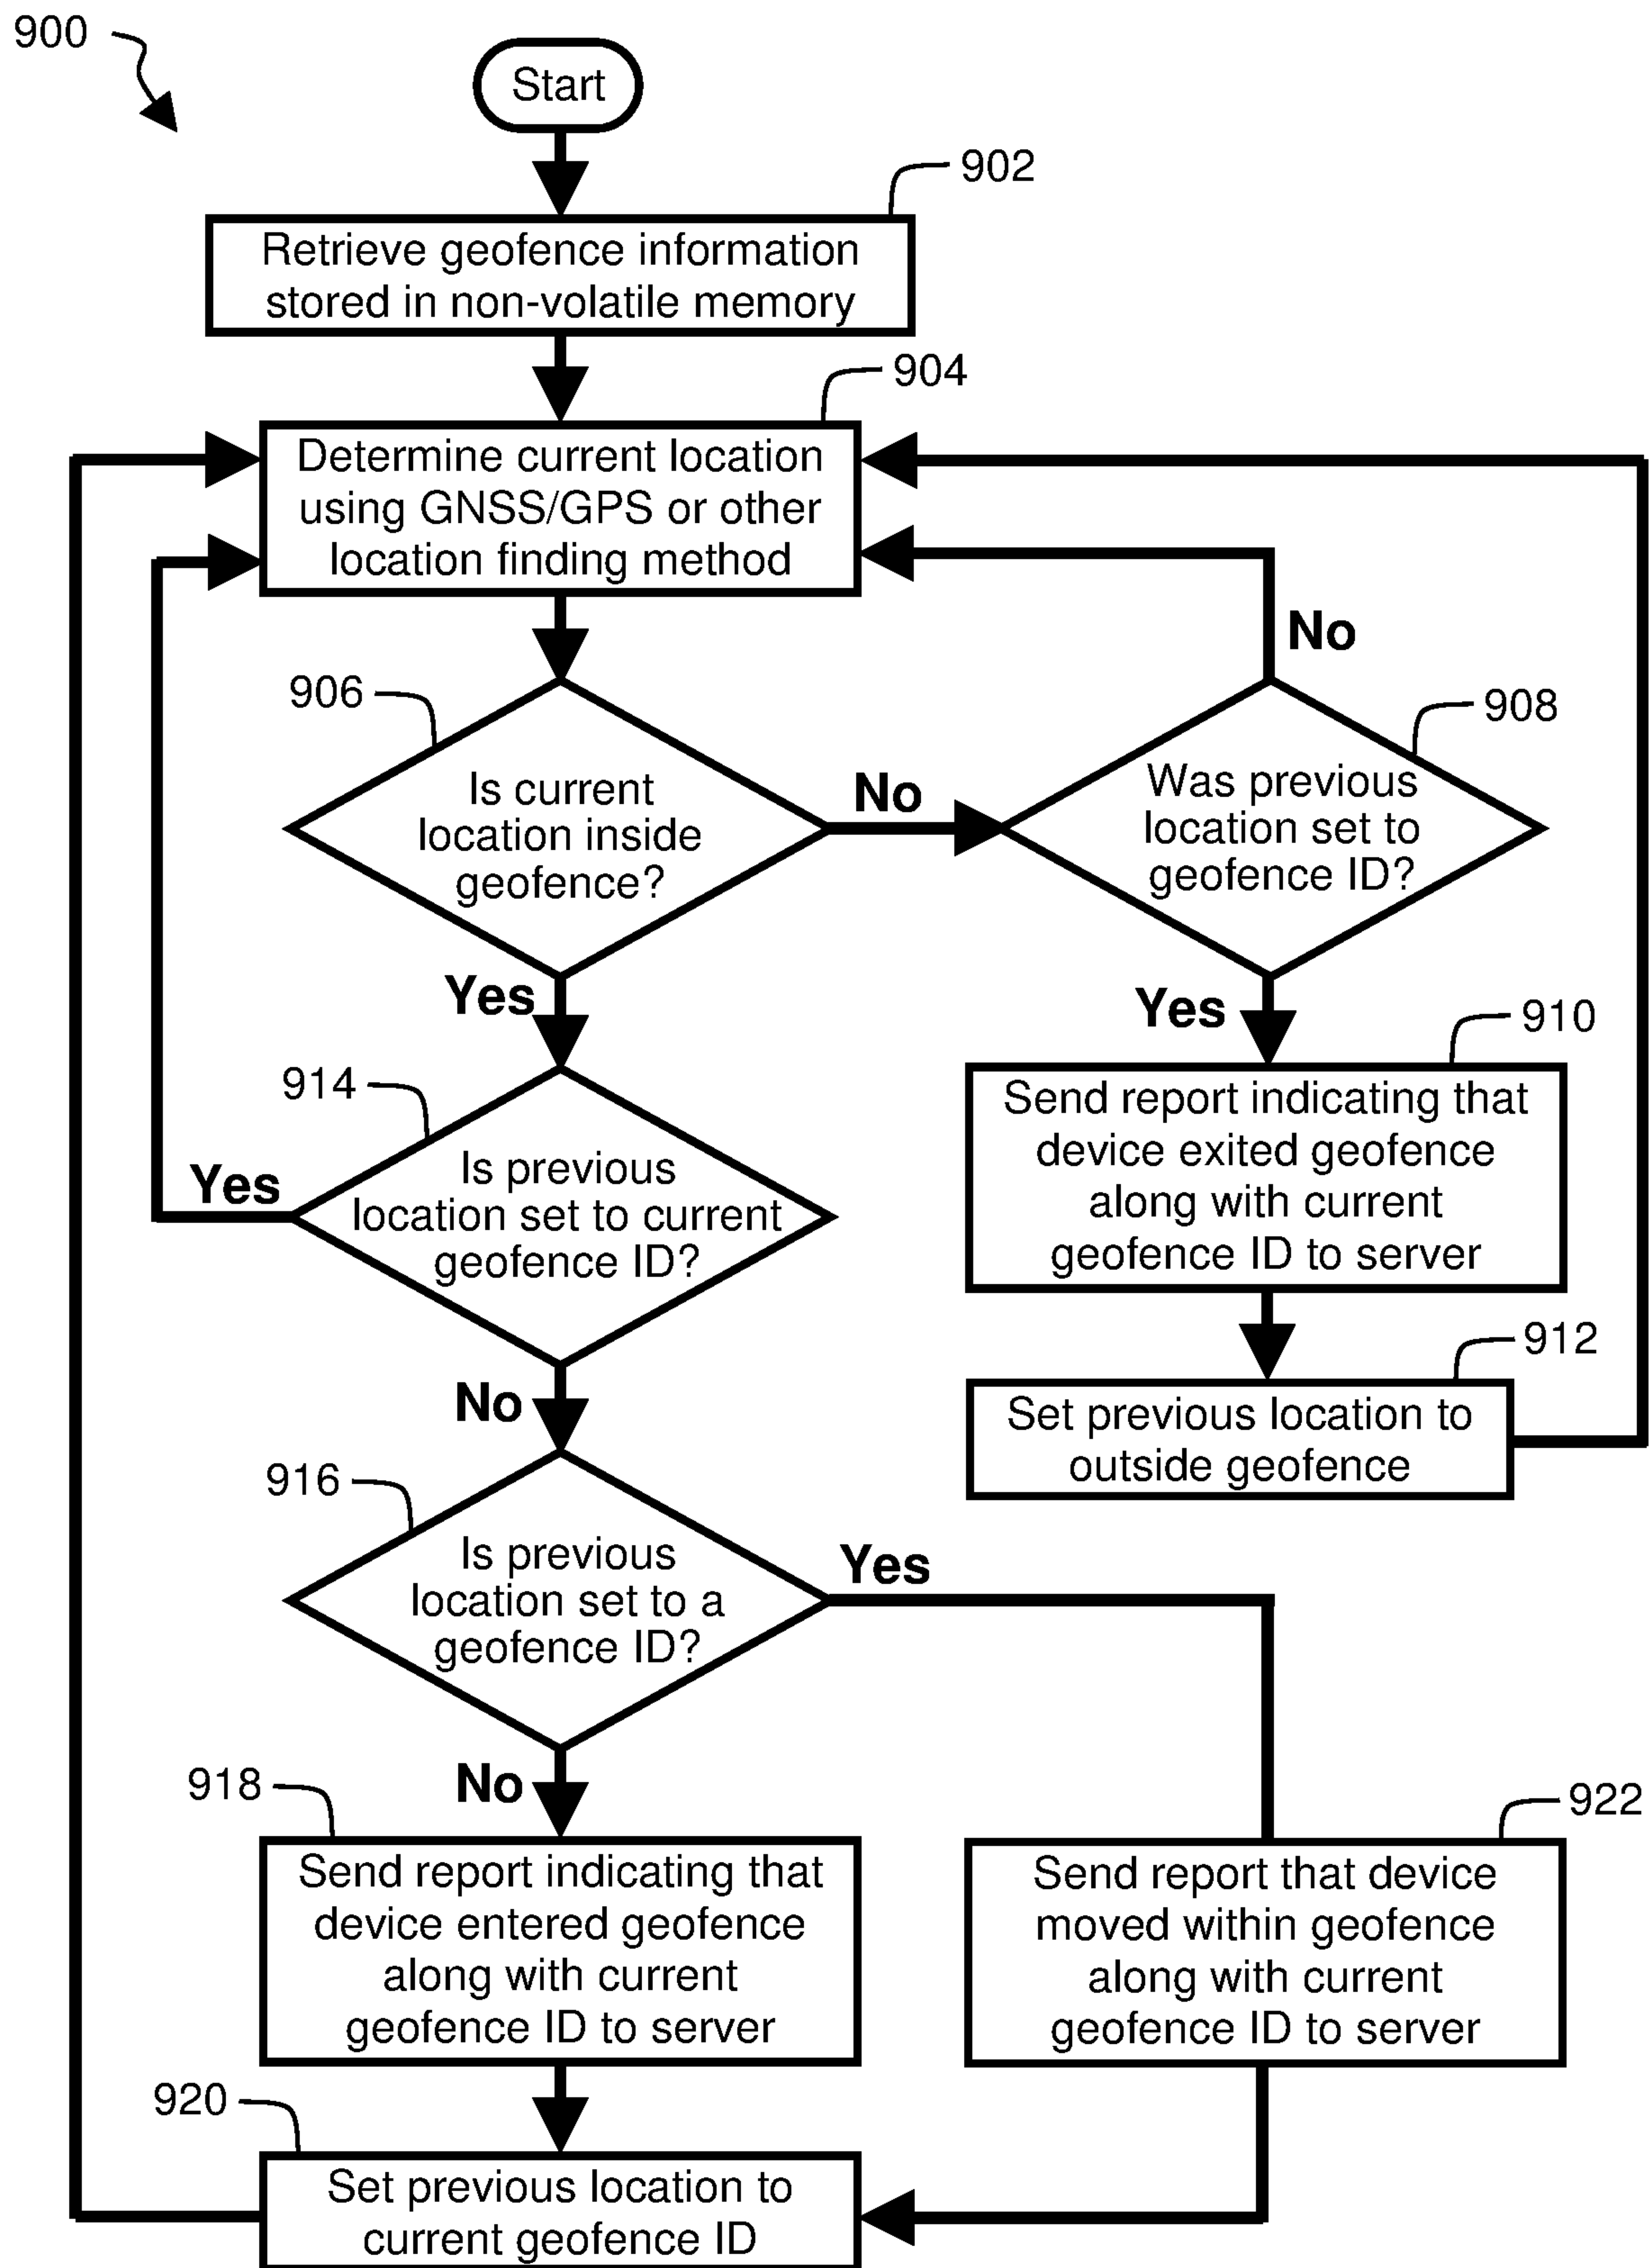 900
Start
902
Retrieve geofence information
stored in non-volatile memory
904
Determine current location
using GNSS/GPS or other
location finding method
No
906
908
Is current
location inside
geofence?
No
Was previous
location set to
geofence ID?
Yes
Yes
910
914
Send report indicating that
device exited geofence
along with current
geofence ID to server
Is previous
location set to current
geofence ID?
Yes
912
No
Set previous location to
outside geofence
916
Is previous
location set to a
geofence ID?
Yes
No
918
922
Send report indicating that
device entered geofence
along with current
geofence ID to server
Send report that device
moved within geofence
along with current
geofence ID to server
920
Set previous location to
current geofence ID